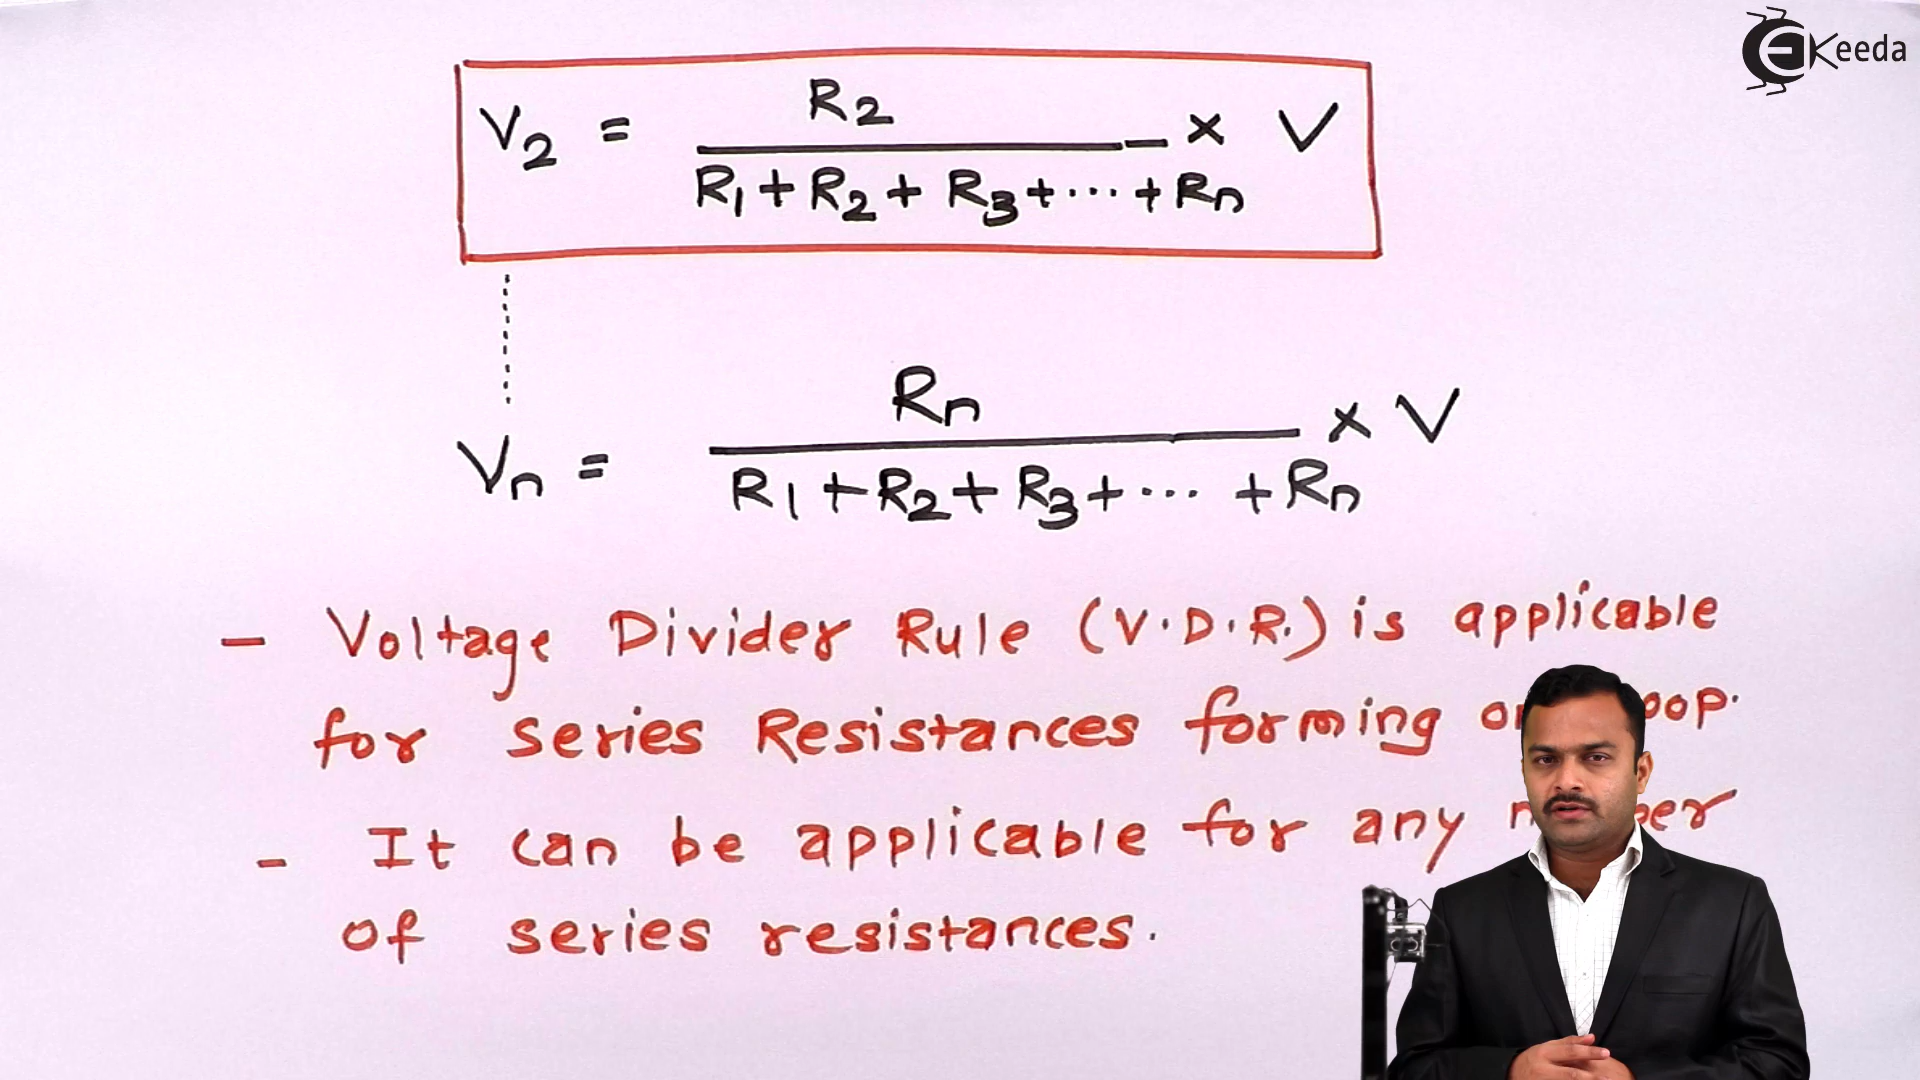 EKeeda
V2 = R2 / R1 + R2 + R3 + ... + Rn × V
Vn = Rn / R1 + R2 + R3 + ... + Rn × V
- Voltage Divider Rule (V.D.R.) is applicable
for series Resistances forming
- It can be applicable for any
of series resistances.